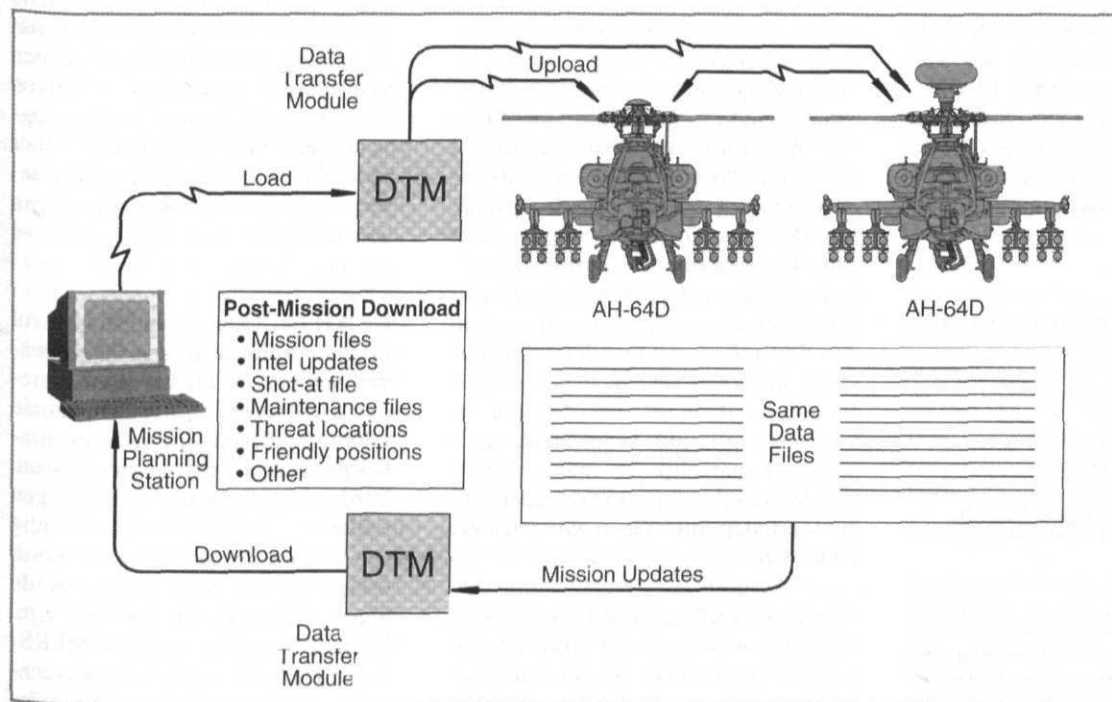 Data
Transfer
Module
Upload
DTM
Load
AH-64D
AH-64D
Post-Mission Download
• Mission files
• Intel updates
• Shot-at file
• Maintenance files
• Threat locations
• Friendly positions
• Other
Same
Data
Files
Mission
Planning
Station
Download
DTM
Mission Updates
Data
Transfer
Module